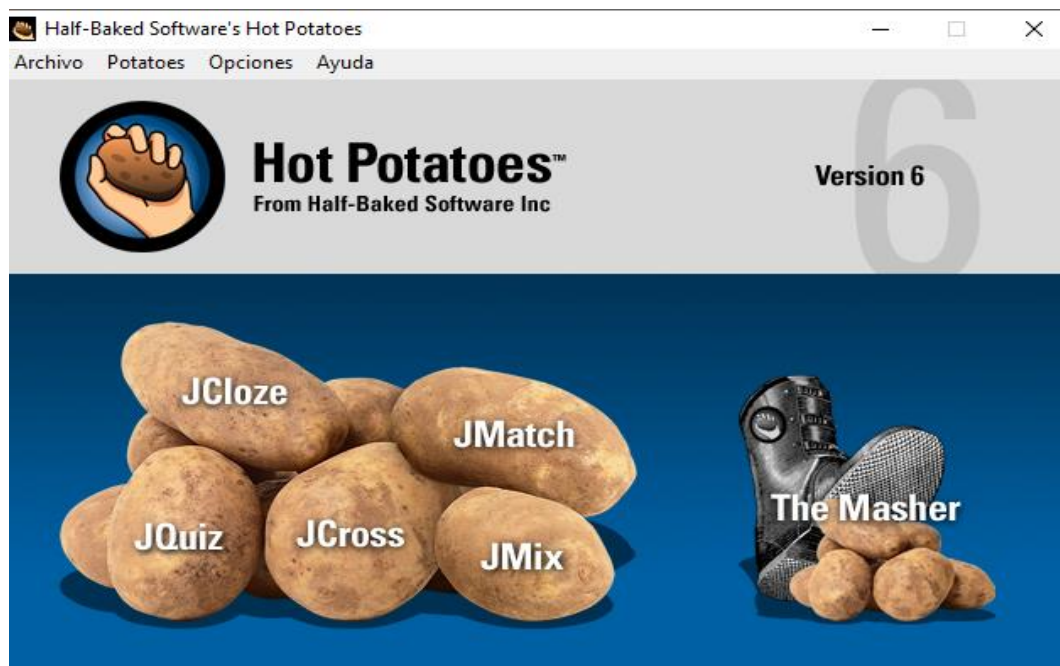 Half-Baked Software's Hot Potatoes
Archivo Potatoes Opciones Ayuda
6
Hot Potatoes™
From Half-Baked Software Inc
Version 6
JCloze
JMatch
JQuiz
JCross
JMix
The Masher